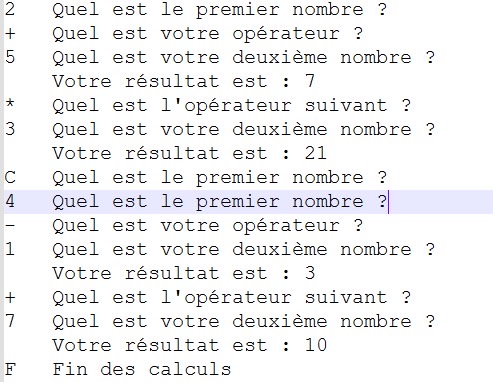 2 Quel est le premier nombre ?
+ Quel est votre opérateur ?
5 Quel est votre deuxième nombre ?
Votre résultat est : 7
* Quel est l'opérateur suivant ?
3 Quel est votre deuxième nombre ?
Votre résultat est : 21
C Quel est le premier nombre ?
4 Quel est le premier nombre ?
- Quel est votre opérateur ?
1 Quel est votre deuxième nombre ?
Votre résultat est : 3
+ Quel est l'opérateur suivant ?
7 Quel est votre deuxième nombre ?
Votre résultat est : 10
F Fin des calculs